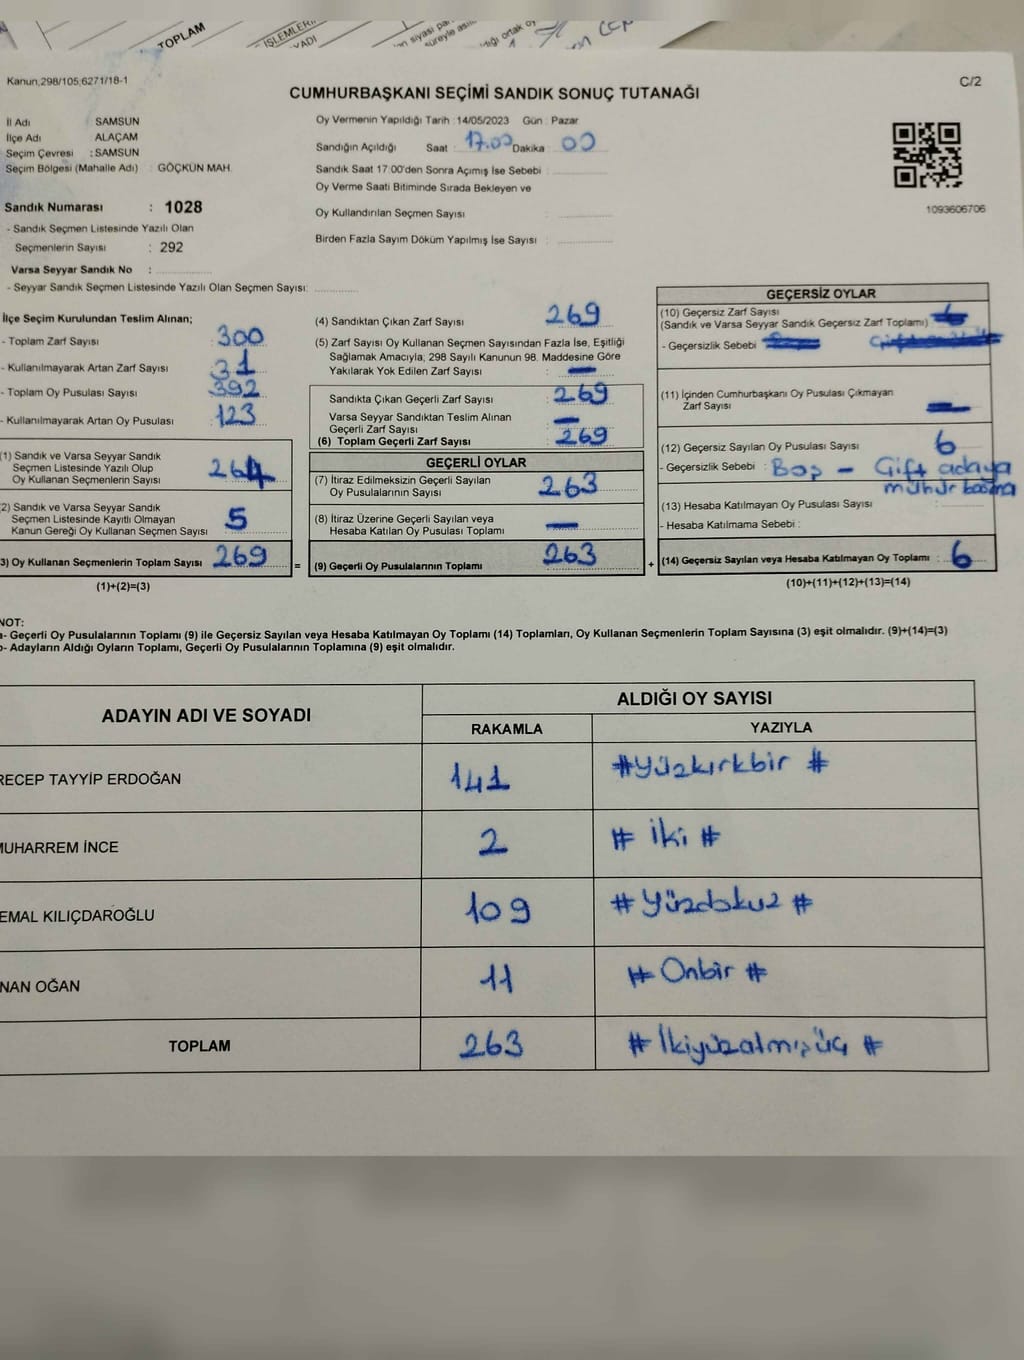 TOPLAM
İŞLEMLERİ
Kanun;298/105;6271/18-1
C/2
CUMHURBAŞKANI SEÇİMİ SANDIK SONUÇ TUTANAĞI
İl Adı : SAMSUN
İlçe Adı : ALAÇAM
Seçim Çevresi : SAMSUN
Seçim Bölgesi (Mahalle Adı) : GÖÇKÜN MAH.
Sandık Numarası : 1028
- Sandık Seçmen Listesinde Yazılı Olan
Seçmenlerin Sayısı : 292
Varsa Seyyar Sandık No :
- Seyyar Sandık Seçmen Listesinde Yazılı Olan Seçmen Sayısı:
Oy Vermenin Yapıldığı Tarih :14/05/2023 Gün : Pazar
Sandığın Açıldığı Saat : 17.00 Dakika : 00
Sandık Saat 17:00'den Sonra Açımış İse Sebebi :
Oy Verme Saati Bitiminde Sırada Bekleyen ve
Oy Kullandırılan Seçmen Sayısı :
Birden Fazla Sayım Döküm Yapılmış İse Sayısı :
1093606706
İlçe Seçim Kurulundan Teslim Alınan;
- Toplam Zarf Sayısı : 300
- Kullanılmayarak Artan Zarf Sayısı : 31
- Toplam Oy Pusulası Sayısı : 392
- Kullanılmayarak Artan Oy Pusulası : 123
(1) Sandık ve Varsa Seyyar Sandık
Seçmen Listesinde Yazılı Olup
Oy Kullanan Seçmenlerin Sayısı : 264
(2) Sandık ve Varsa Seyyar Sandık
Seçmen Listesinde Kayıtlı Olmayan
Kanun Gereği Oy Kullanan Seçmen Sayısı : 5
3) Oy Kullanan Seçmenlerin Toplam Sayısı : 269
(1)+(2)=(3)
(4) Sandıktan Çıkan Zarf Sayısı : 269
(5) Zarf Sayısı Oy Kullanan Seçmen Sayısından Fazla İse, Eşitliği
Sağlamak Amacıyla; 298 Sayılı Kanunun 98. Maddesine Göre
Yakılarak Yok Edilen Zarf Sayısı : —
Sandıkta Çıkan Geçerli Zarf Sayısı : 269
Varsa Seyyar Sandıktan Teslim Alınan
Geçerli Zarf Sayısı : —
(6) Toplam Geçerli Zarf Sayısı : 269
GEÇERLİ OYLAR
(7) İtiraz Edilmeksizin Geçerli Sayılan
Oy Pusulalarının Sayısı : 263
(8) İtiraz Üzerine Geçerli Sayılan veya
Hesaba Katılan Oy Pusulası Toplamı : —
(9) Geçerli Oy Pusulalarının Toplamı : 263
GEÇERSİZ OYLAR
(10) Geçersiz Zarf Sayısı
(Sandık ve Varsa Seyyar Sandık Geçersiz Zarf Toplamı) :
- Geçersizlik Sebebi :
(11) İçinden Cumhurbaşkanı Oy Pusulası Çıkmayan
Zarf Sayısı : —
(12) Geçersiz Sayılan Oy Pusulası Sayısı : 6
- Geçersizlik Sebebi : Boş - Çift adaya
mühür basma
(13) Hesaba Katılmayan Oy Pusulası Sayısı :
- Hesaba Katılmama Sebebi :
(14) Geçersiz Sayılan veya Hesaba Katılmayan Oy Toplamı : 6
(10)+(11)+(12)+(13)=(14)
NOT:
a- Geçerli Oy Pusulalarının Toplamı (9) ile Geçersiz Sayılan veya Hesaba Katılmayan Oy Toplamı (14) Toplamları, Oy Kullanan Seçmenlerin Toplam Sayısına (3) eşit olmalıdır. (9)+(14)=(3)
b- Adayların Aldığı Oyların Toplamı, Geçerli Oy Pusulalarının Toplamına (9) eşit olmalıdır.
ADAYIN ADI VE SOYADI ALDIĞI OY SAYISI
RAKAMLA YAZIYLA
RECEP TAYYİP ERDOĞAN 141 #Yüzkırkbir #
MUHARREM İNCE 2 # İki #
EMAL KILIÇDAROĞLU 109 # Yüzdokuz #
NAN OĞAN 11 # Onbir #
TOPLAM 263 # İkiyüzatmışüç #